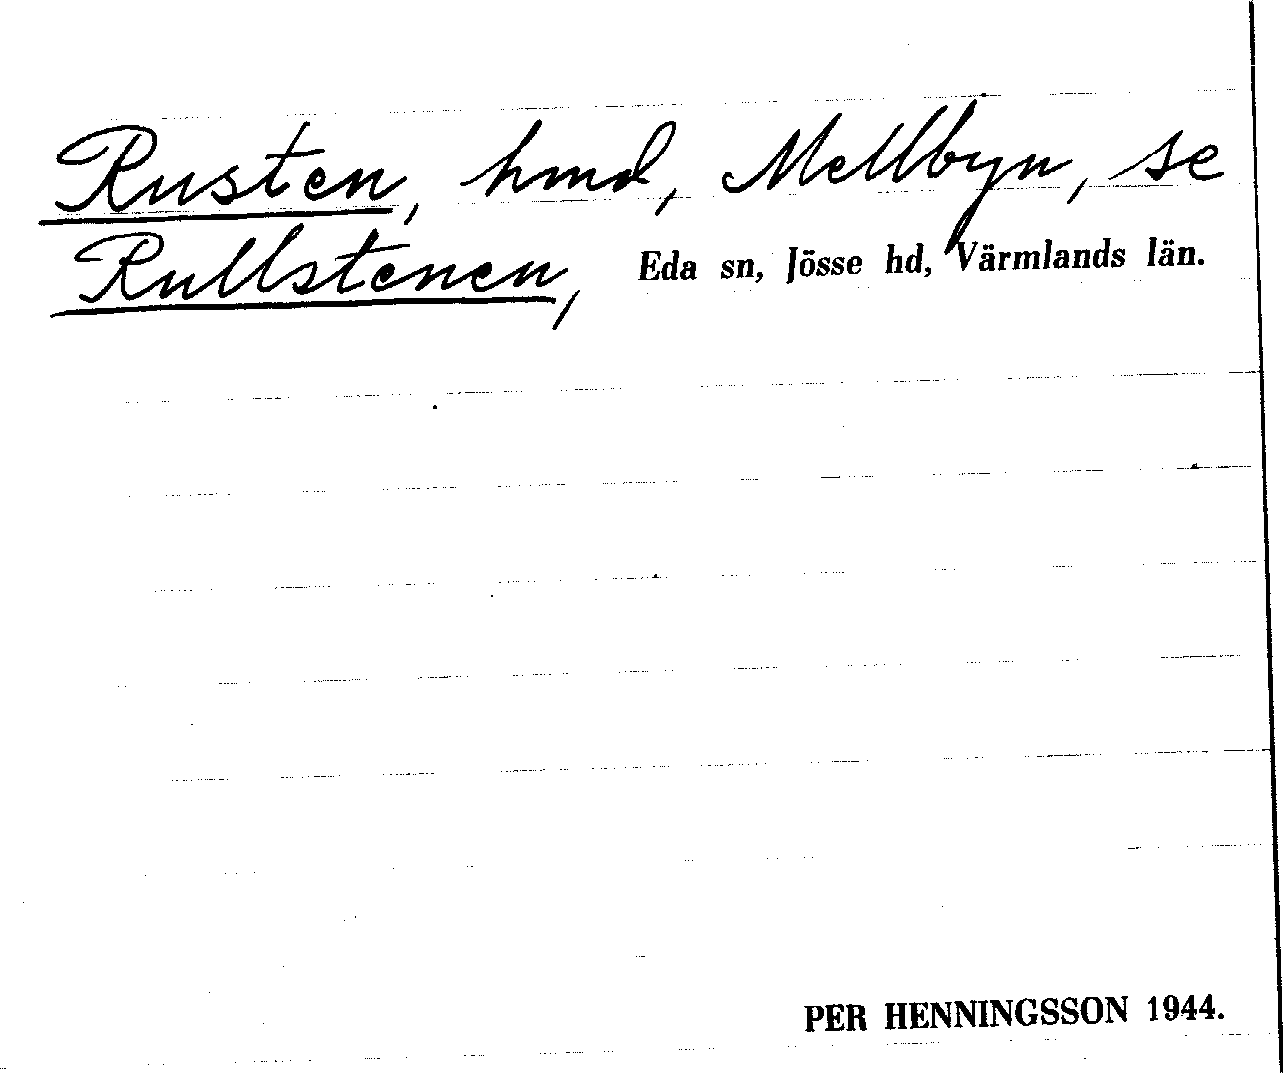 Rusten, hmd, Mellbyn, se
Rullstenen, Eda sn, Jösse hd, Värmlands län.
PER HENNINGSSON 1944.